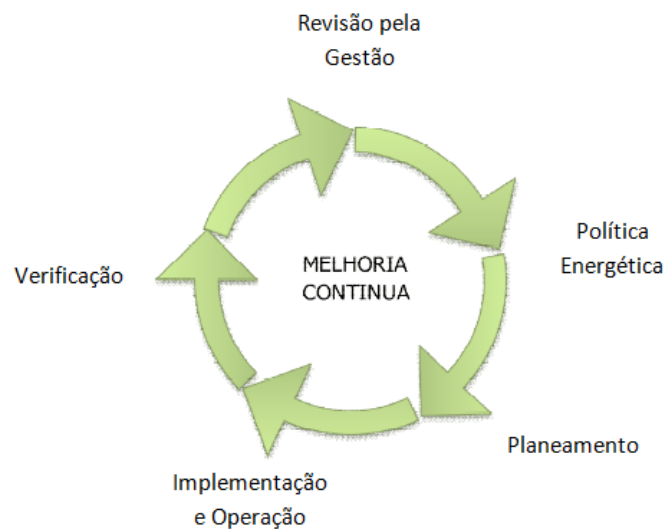 Revisão pela
Gestão
Política
Energética
MELHORIA
CONTINUA
Verificação
Planeamento
Implementação
e Operação